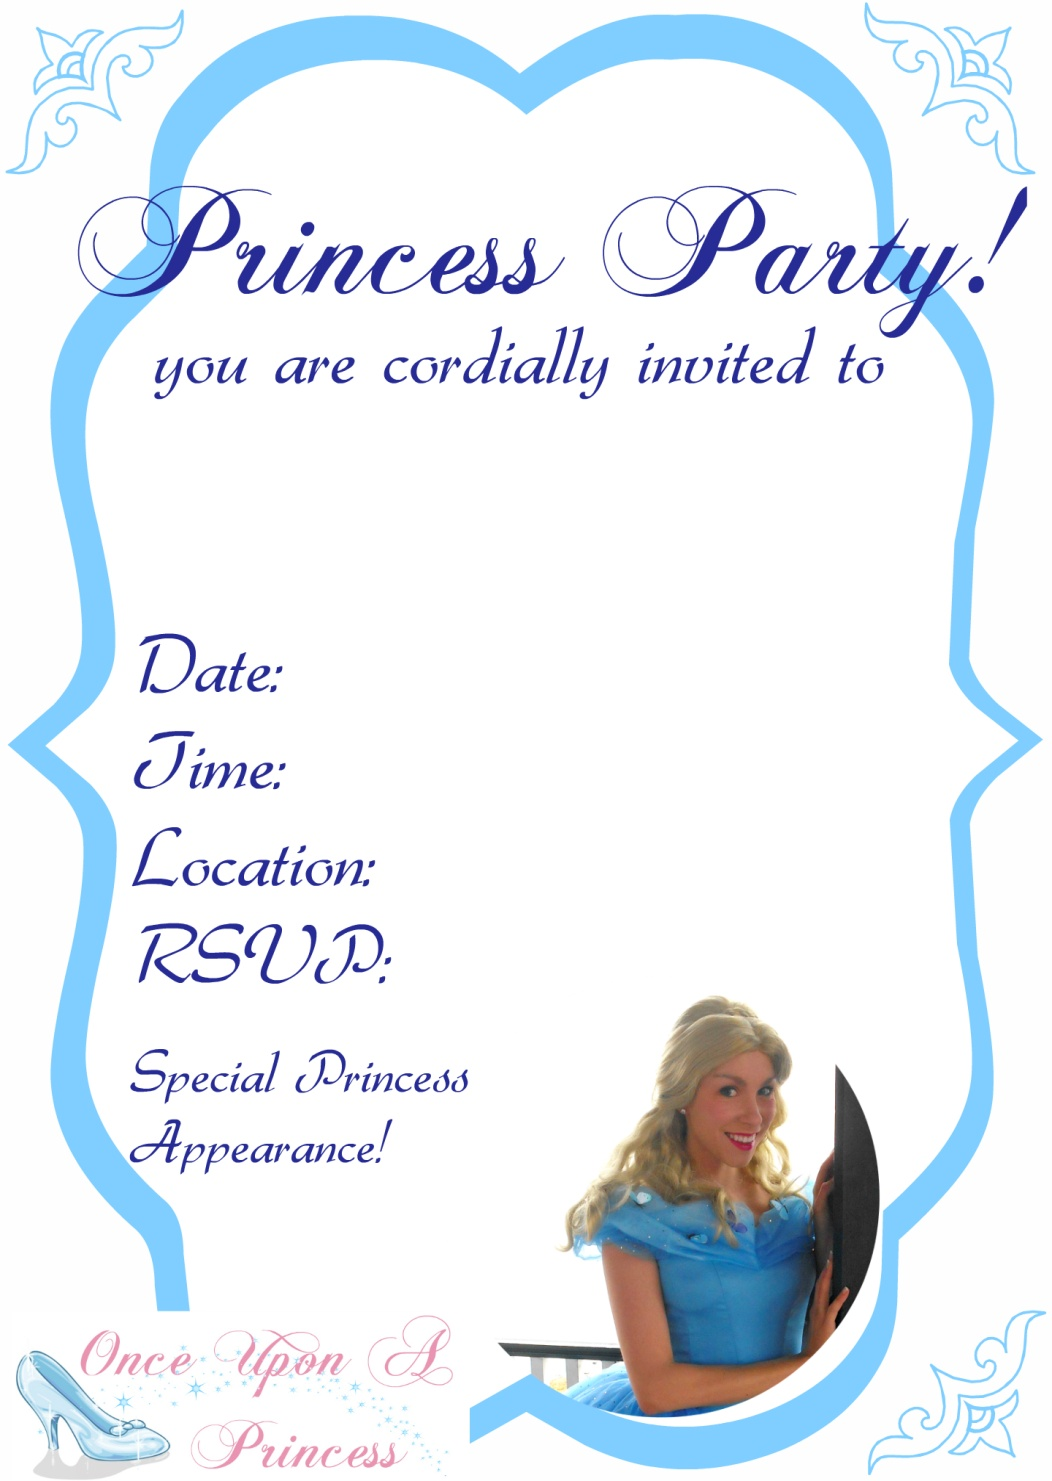 Princess Party!
you are cordially invited to
Date:
Time:
Location:
RSVP:
Special Princess
Appearance!
Once Upon A
Princess